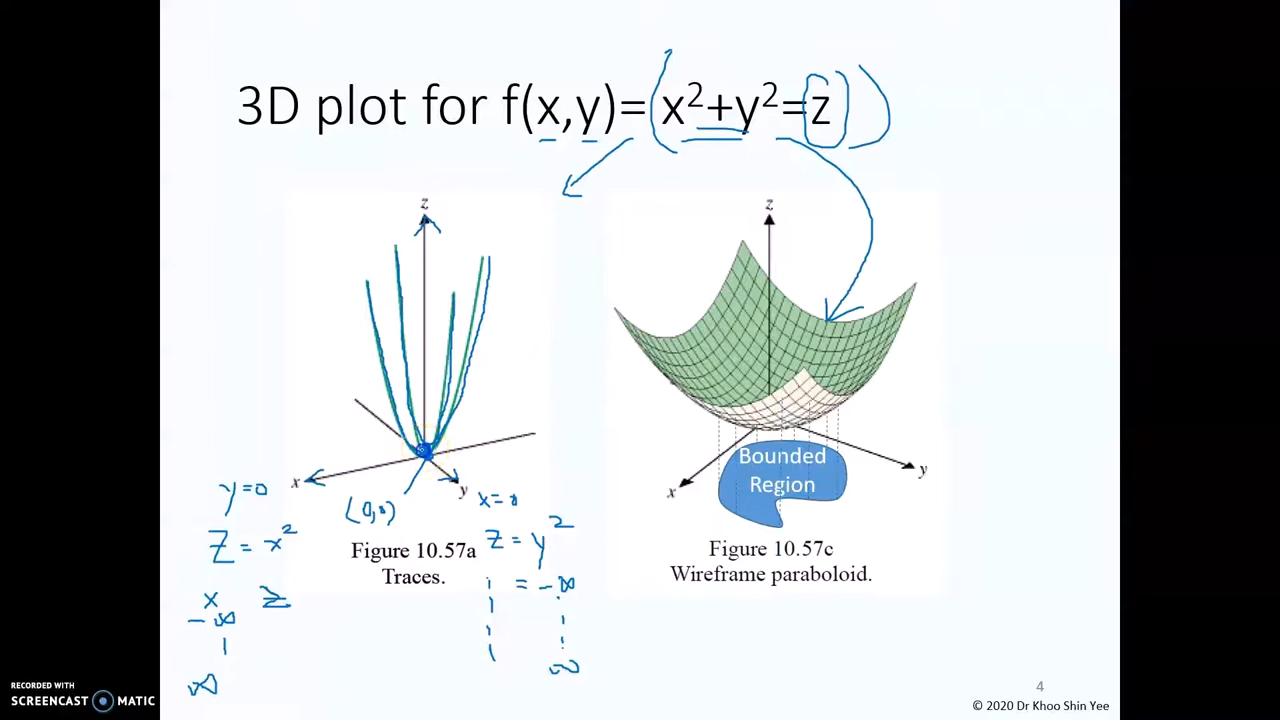 3D plot for f(x,y)=(x²+y²=z)
z
z
x
y
x
y
Bounded
Region
y=0
x=0
(0,0)
z = x²
z = y²
Figure 10.57a
Traces.
Figure 10.57c
Wireframe paraboloid.
x z
-∞
∞
= -∞
∞
4
© 2020 Dr Khoo Shin Yee
RECORDED WITH
SCREENCAST MATIC